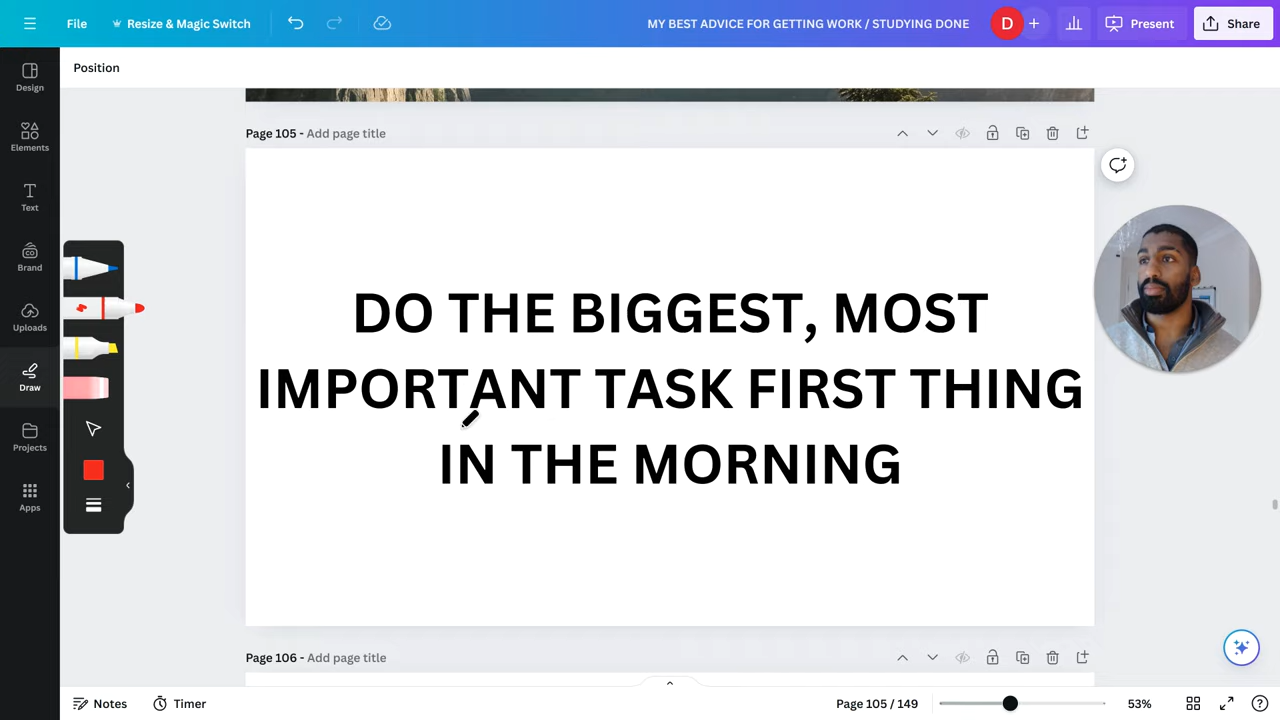 File
Resize & Magic Switch
MY BEST ADVICE FOR GETTING WORK / STUDYING DONE
D
Present
Share
Design
Elements
Text
Brand
Uploads
Draw
Projects
Apps
Position
Page 105 - Add page title
DO THE BIGGEST, MOST
IMPORTANT TASK FIRST THING
IN THE MORNING
Page 106 - Add page title
Notes
Timer
Page 105 / 149
53%